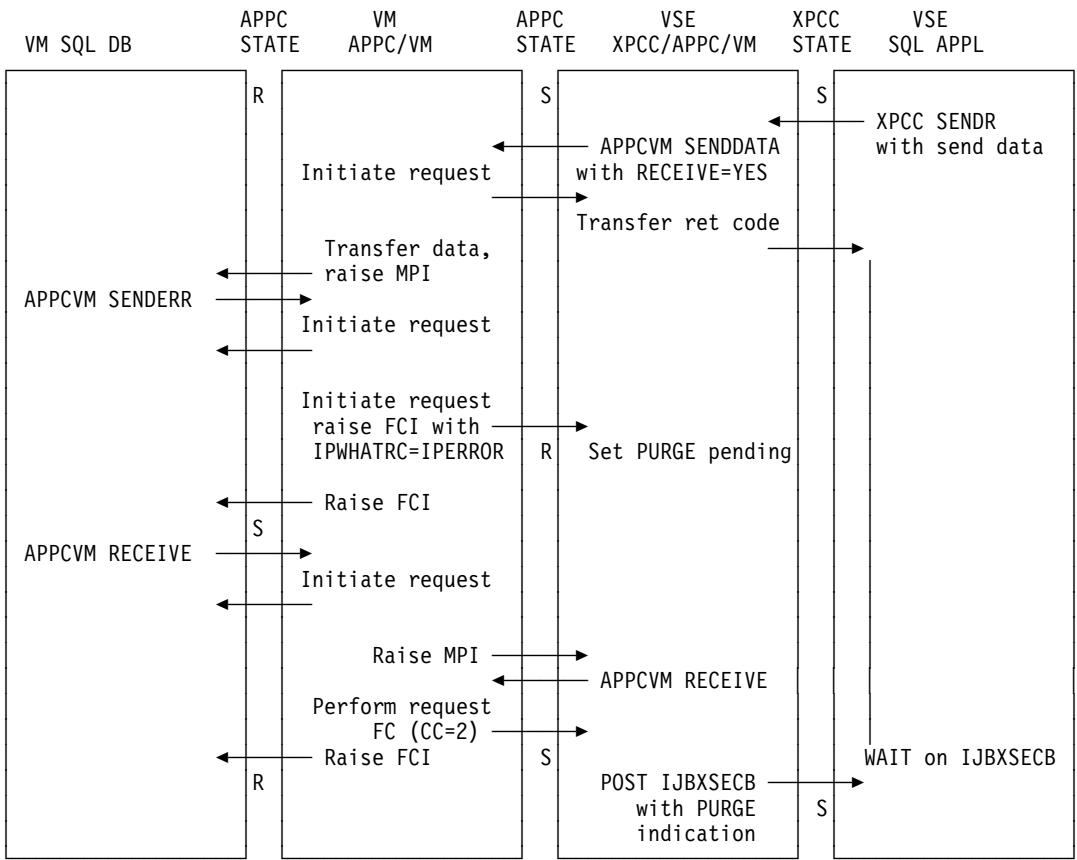 APPC VM APPC VSE XPCC VSE
VM SQL DB STATE APPC/VM STATE XPCC/APPC/VM STATE SQL APPL
R S S
XPCC SENDR
APPCVM SENDDATA with send data
Initiate request with RECEIVE=YES
Transfer ret code
Transfer data,
raise MPI
APPCVM SENDERR
Initiate request
Initiate request
raise FCI with
IPWHATRC=IPERROR R Set PURGE pending
Raise FCI
S
APPCVM RECEIVE
Initiate request
Raise MPI
APPCVM RECEIVE
Perform request
FC (CC=2)
Raise FCI S WAIT on IJBXSECB
R POST IJBXSECB
with PURGE S
indication